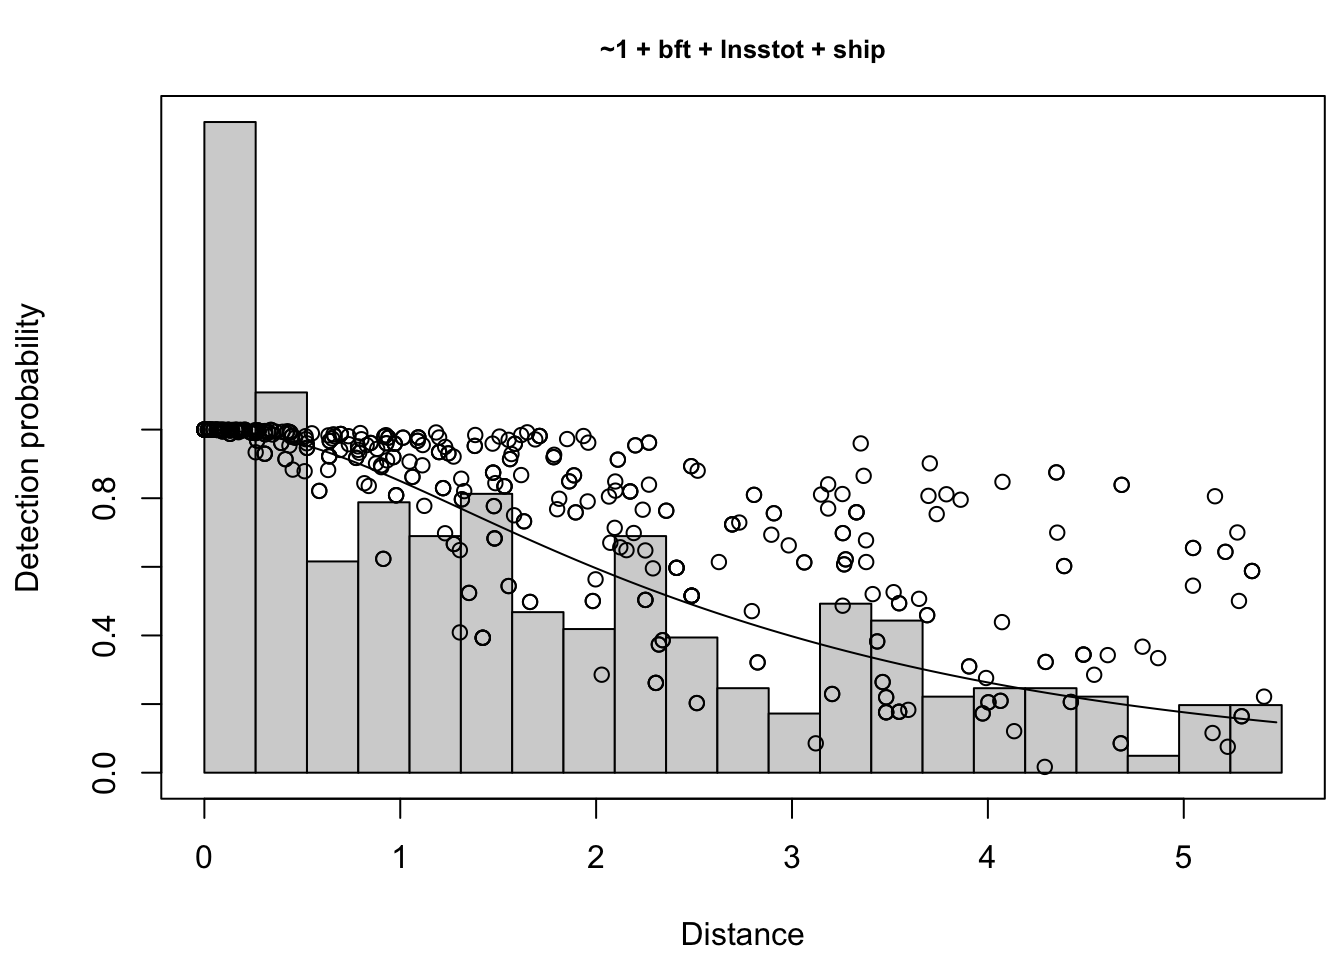 ~1 + bft + lnsstot + ship
Detection probability
0.8
0.4
0.0
0 1 2 3 4 5
Distance